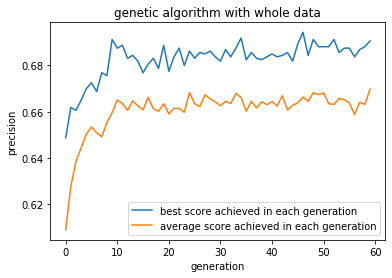 genetic algorithm with whole data
precision
0.68
0.66
0.64
0.62
0 10 20 30 40 50 60
generation
best score achieved in each generation
average score achieved in each generation